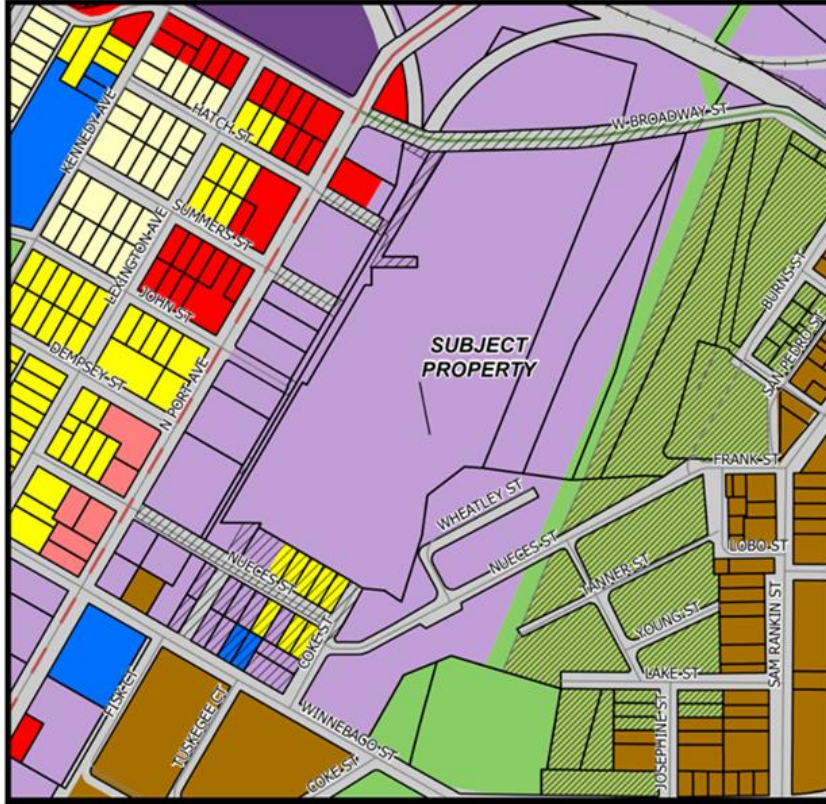 W BROADWAY ST
HATCH ST
KENNEDY AVE
SUMMERS ST
LEXINGTON AVE
JOHN ST
BURNS ST
SAN PEDRO ST
SUBJECT
PROPERTY
DEMPSEY ST
N PORT AVE
FRANK ST
WHEATLEY ST
NUECES ST
LOBO ST
NUECES ST
TANNER ST
YOUNG ST
SAM RANKIN ST
COKE ST
LAKE ST
FISK CT
TUSKEGEE CT
WINNEBAGO ST
JOSEPHINE ST
COKE ST